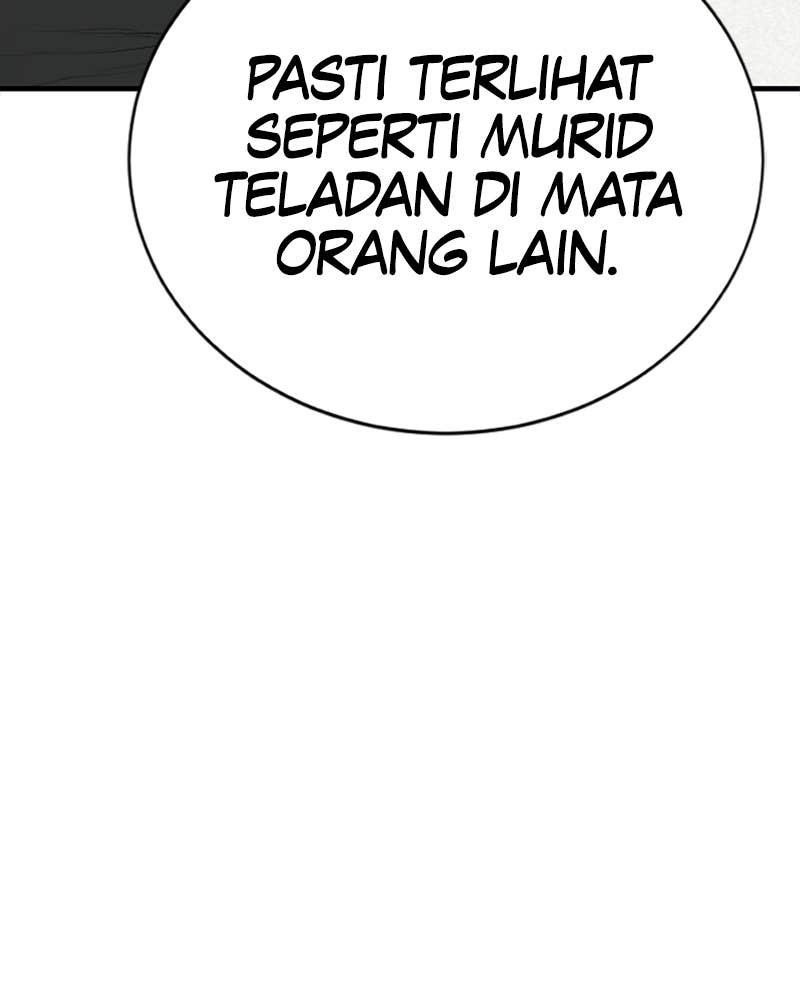 PASTI TERLIHAT
SEPERTI MURID
TELADAN DI MATA
ORANG LAIN.